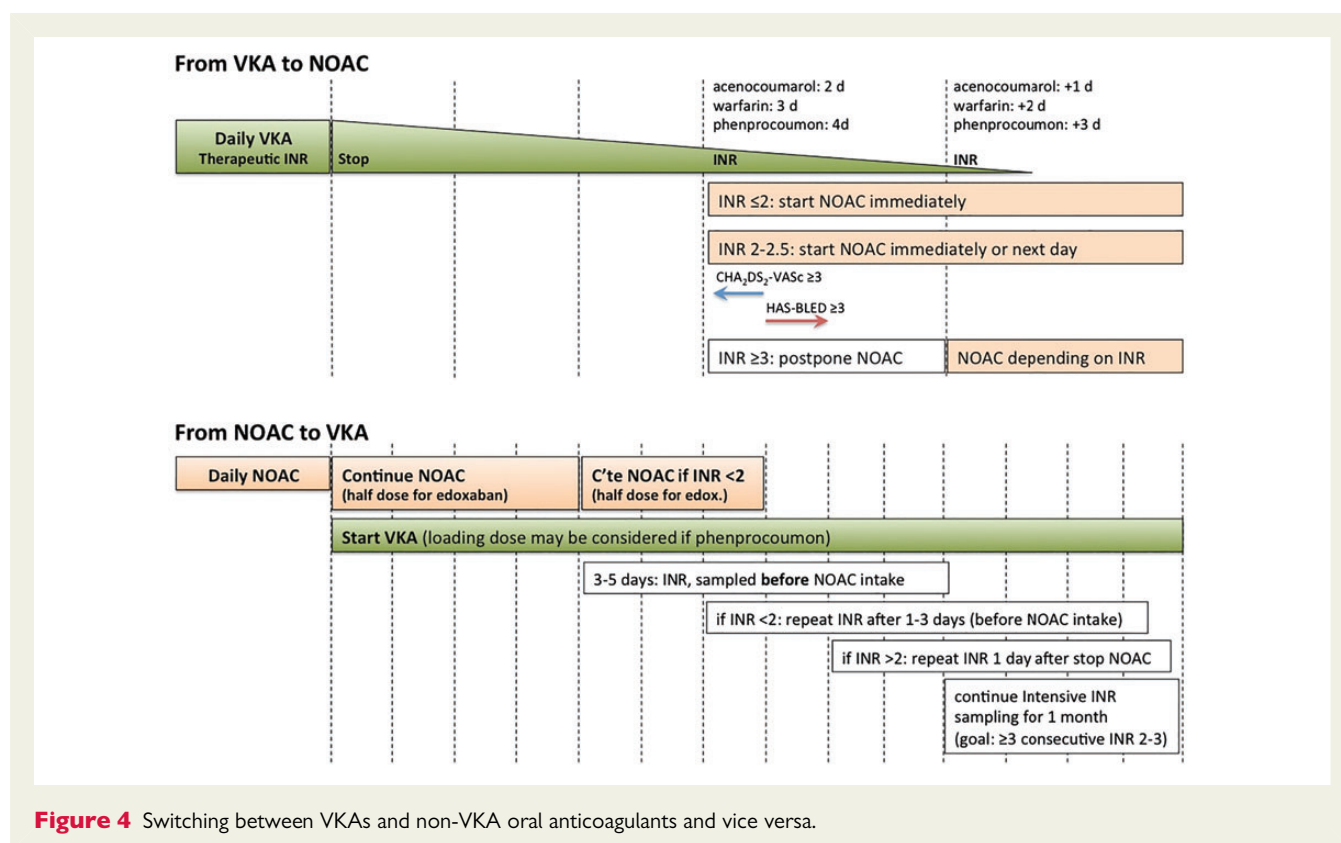 From VKA to NOAC
acenocoumarol: 2 d
warfarin: 3 d
phenprocoumon: 4d
acenocoumarol: +1 d
warfarin: +2 d
phenprocoumon: +3 d
Daily VKA
Therapeutic INR
Stop
INR
INR
INR ≤2: start NOAC immediately
INR 2-2.5: start NOAC immediately or next day
CHA₂DS₂-VASc ≥3
HAS-BLED ≥3
INR ≥3: postpone NOAC
NOAC depending on INR
From NOAC to VKA
Daily NOAC
Continue NOAC
(half dose for edoxaban)
C'te NOAC if INR <2
(half dose for edox.)
Start VKA (loading dose may be considered if phenprocoumon)
3-5 days: INR, sampled before NOAC intake
if INR <2: repeat INR after 1-3 days (before NOAC intake)
if INR >2: repeat INR 1 day after stop NOAC
continue Intensive INR
sampling for 1 month
(goal: ≥3 consecutive INR 2-3)
Figure 4 Switching between VKAs and non-VKA oral anticoagulants and vice versa.